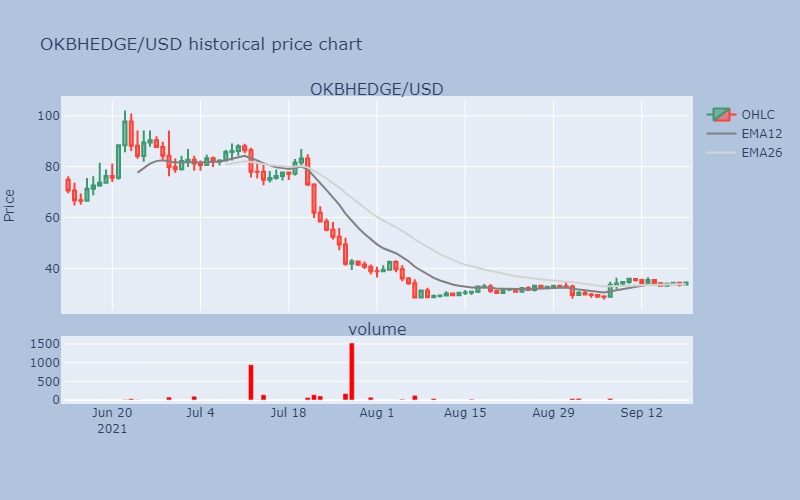 OKBHEDGE/USD historical price chart
OKBHEDGE/USD
OHLC
EMA12
EMA26
Price
100
80
60
40
volume
1500
1000
500
0
Jun 20
2021
Jul 4
Jul 18
Aug 1
Aug 15
Aug 29
Sep 12